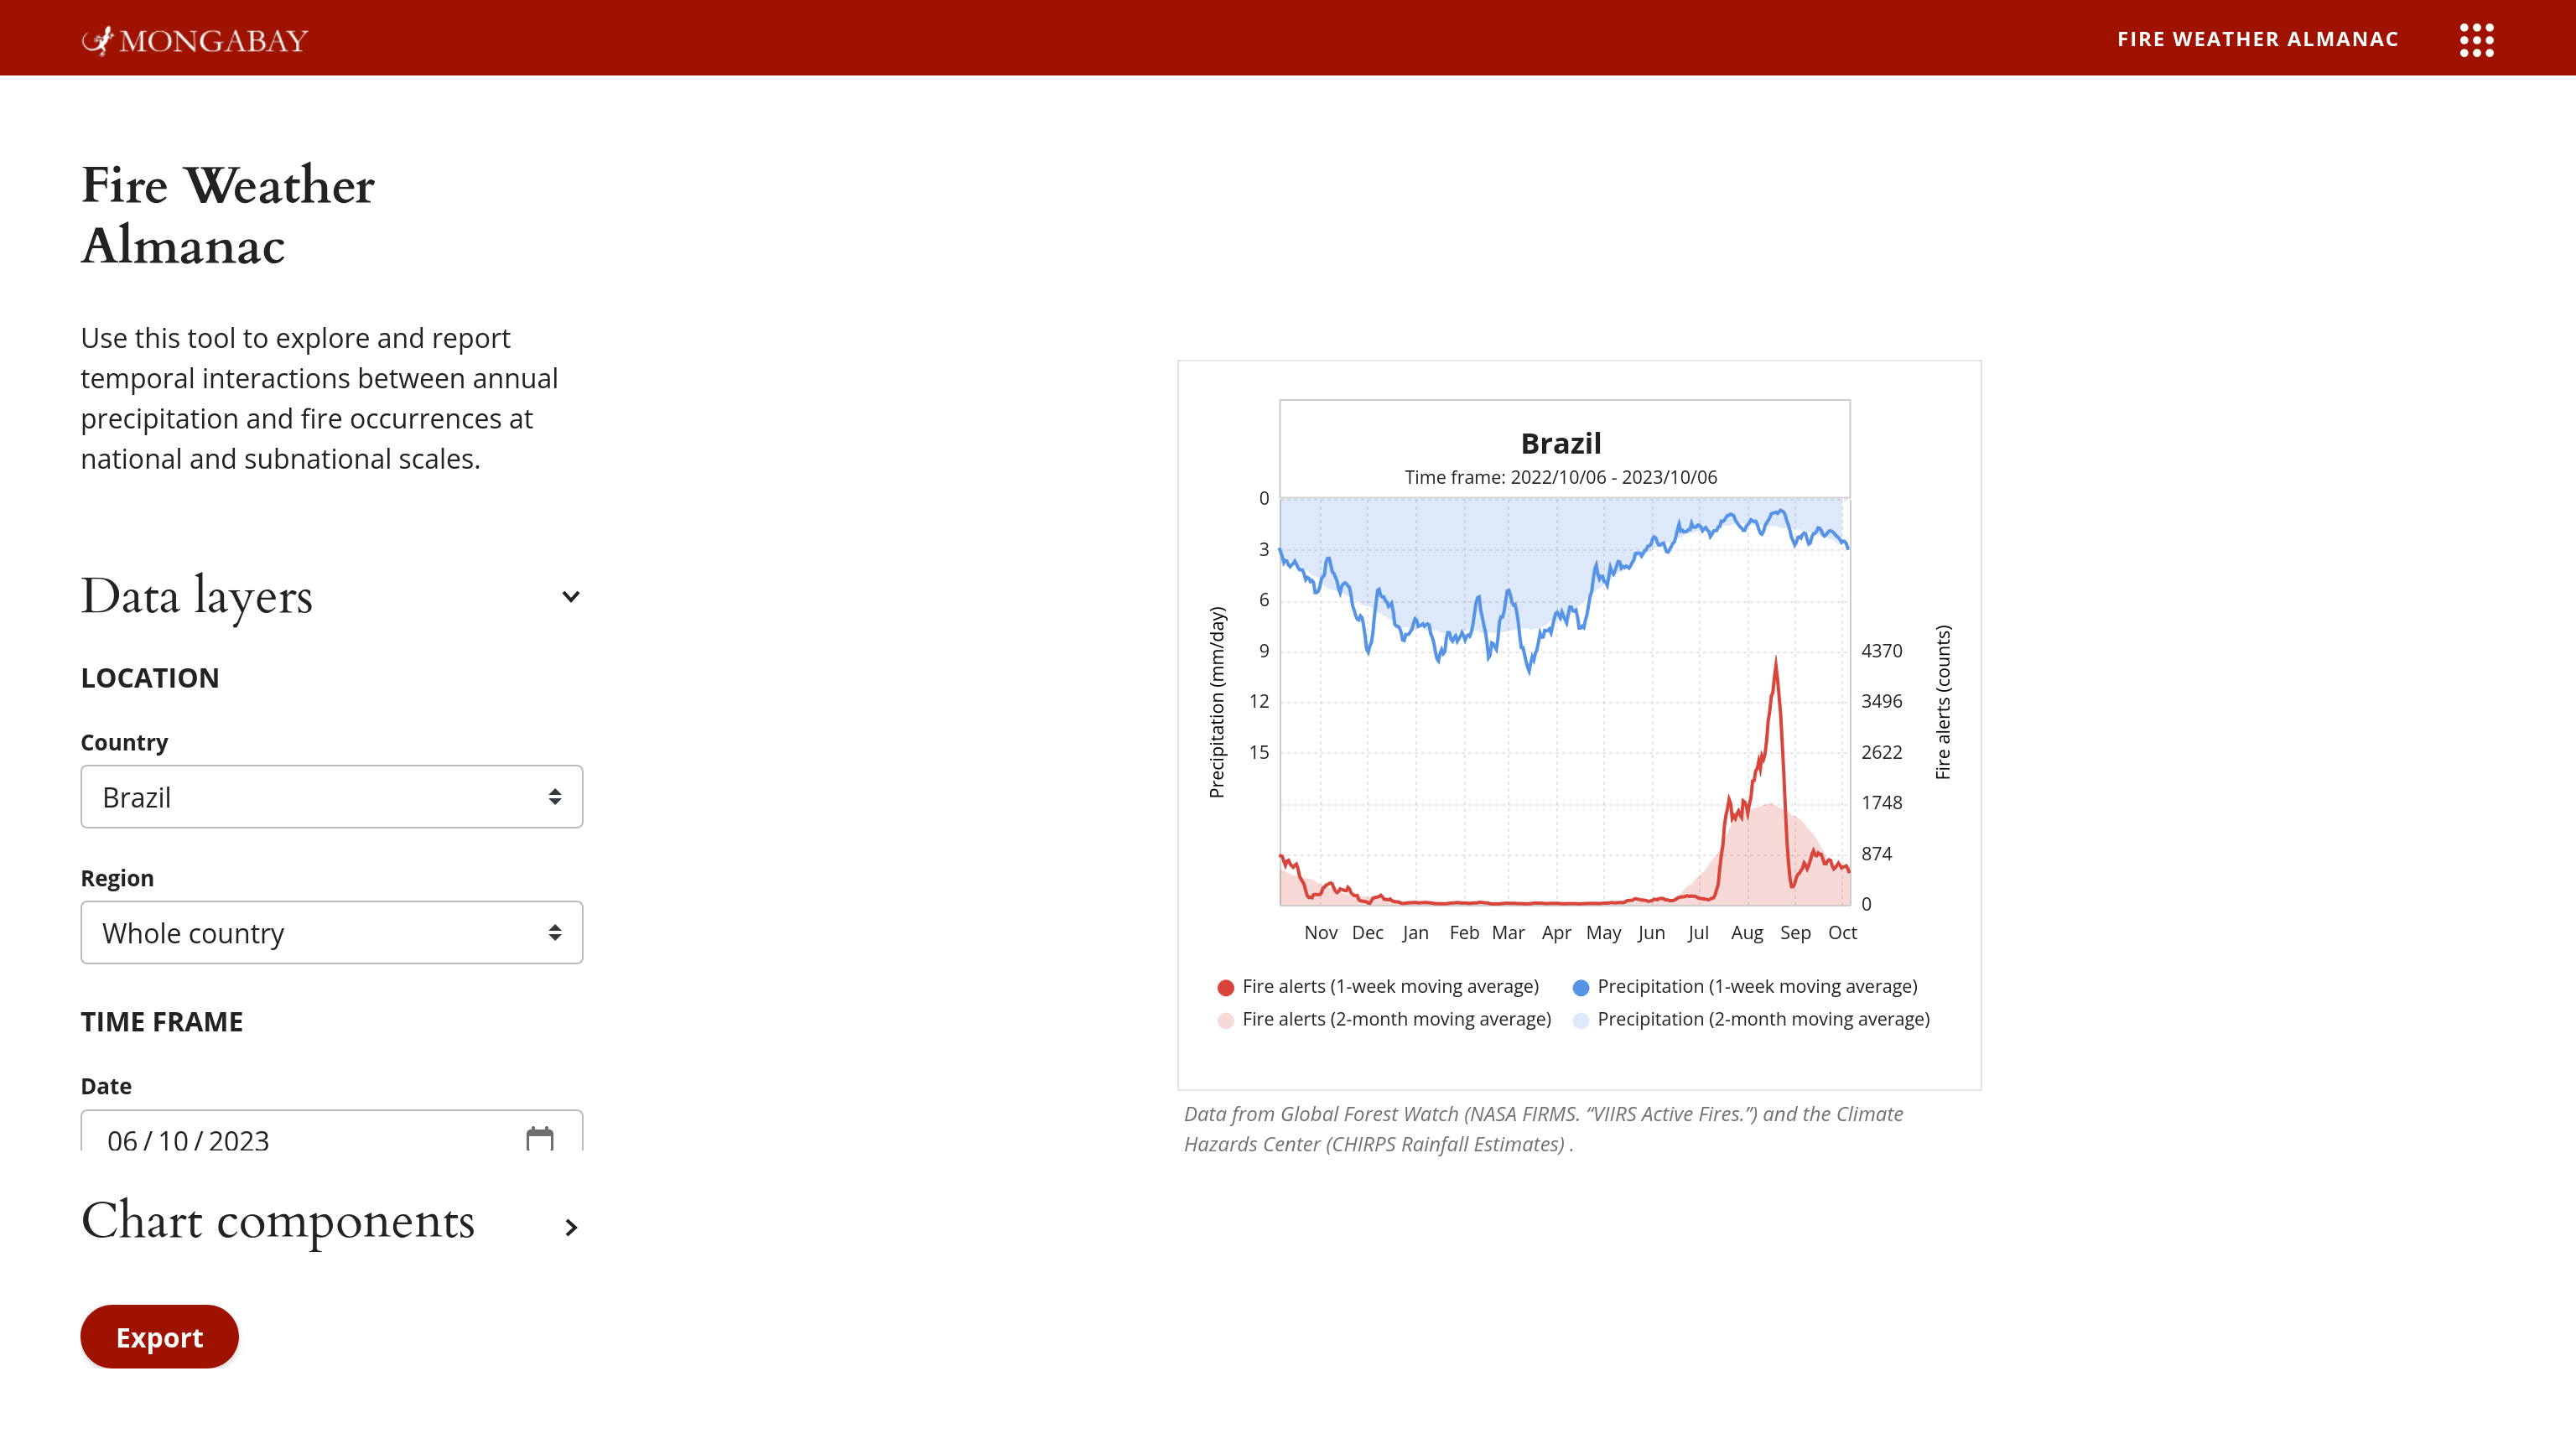 MONGABAY
FIRE WEATHER ALMANAC
Fire Weather
Almanac
Use this tool to explore and report
temporal interactions between annual
precipitation and fire occurrences at
national and subnational scales.
Data layers
LOCATION
Country
Brazil
Region
Whole country
TIME FRAME
Date
06/10/2023
Chart components
Export
Brazil
Time frame: 2022/10/06 - 2023/10/06
Precipitation (mm/day)
0
3
6
9
12
15
4370
3496
2622
1748
874
0
Fire alerts (counts)
Nov Dec Jan Feb Mar Apr May Jun Jul Aug Sep Oct
Fire alerts (1-week moving average) Precipitation (1-week moving average)
Fire alerts (2-month moving average) Precipitation (2-month moving average)
Data from Global Forest Watch (NASA FIRMS. “VIIRS Active Fires.”) and the Climate
Hazards Center (CHIRPS Rainfall Estimates) .